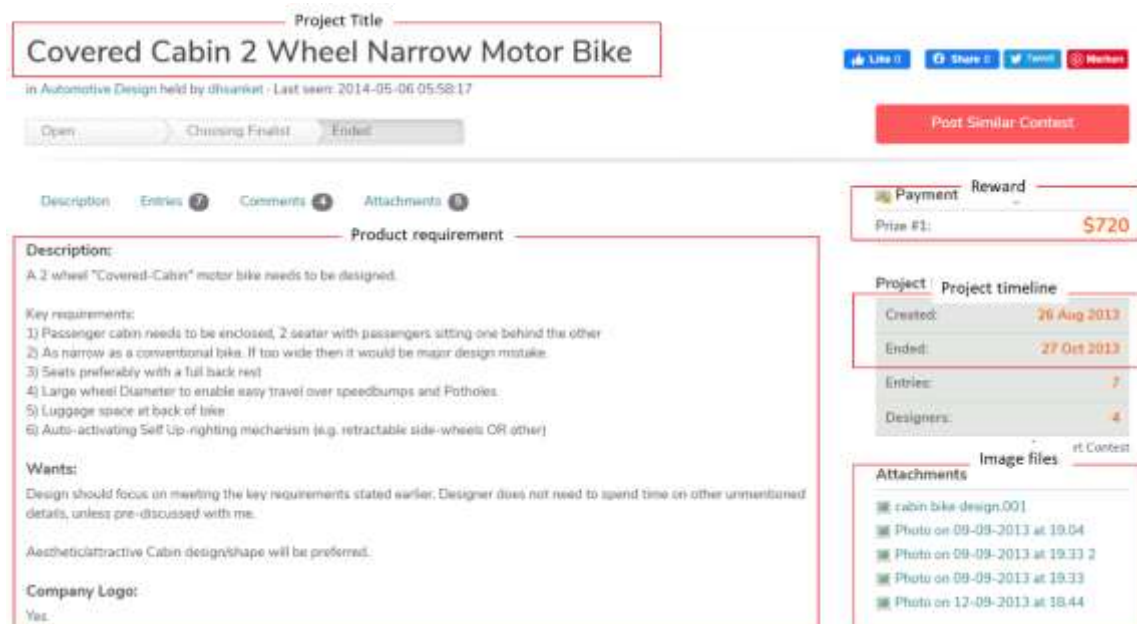 Project Title
Covered Cabin 2 Wheel Narrow Motor Bike
Like 0 Share 0 Tweet Merken
in Automotive Design held by dhsanket - Last seen: 2014-05-06 05:58:17
Open Choosing Finalist Ended
Post Similar Contest
Description Entries 7 Comments 4 Attachments 5
Reward
Payment
Prize #1: $720
Product requirement
Description:
A 2 wheel "Covered-Cabin" motor bike needs to be designed.
Key requirements:
1) Passenger cabin needs to be enclosed, 2 seater with passengers sitting one behind the other
2) As narrow as a conventional bike. If too wide then it would be major design mistake.
3) Seats preferably with a full back rest
4) Large wheel Diameter to enable easy travel over speedbumps and Potholes
5) Luggage space at back of bike
6) Auto-activating Self Up-righting mechanism (e.g. retractable side-wheels OR other)
Wants:
Design should focus on meeting the key requirements stated earlier. Designer does not need to spend time on other unmentioned
details, unless pre-discussed with me.
Aesthetic/attractive Cabin design/shape will be preferred.
Company Logo:
Yes
Project
Project timeline
Created: 26 Aug 2013
Ended: 27 Oct 2013
Entries: 7
Designers: 4
rt Contest
Image files
Attachments
cabin bike design.001
Photo on 09-09-2013 at 19.04
Photo on 09-09-2013 at 19.33 2
Photo on 09-09-2013 at 19.33
Photo on 12-09-2013 at 18.44